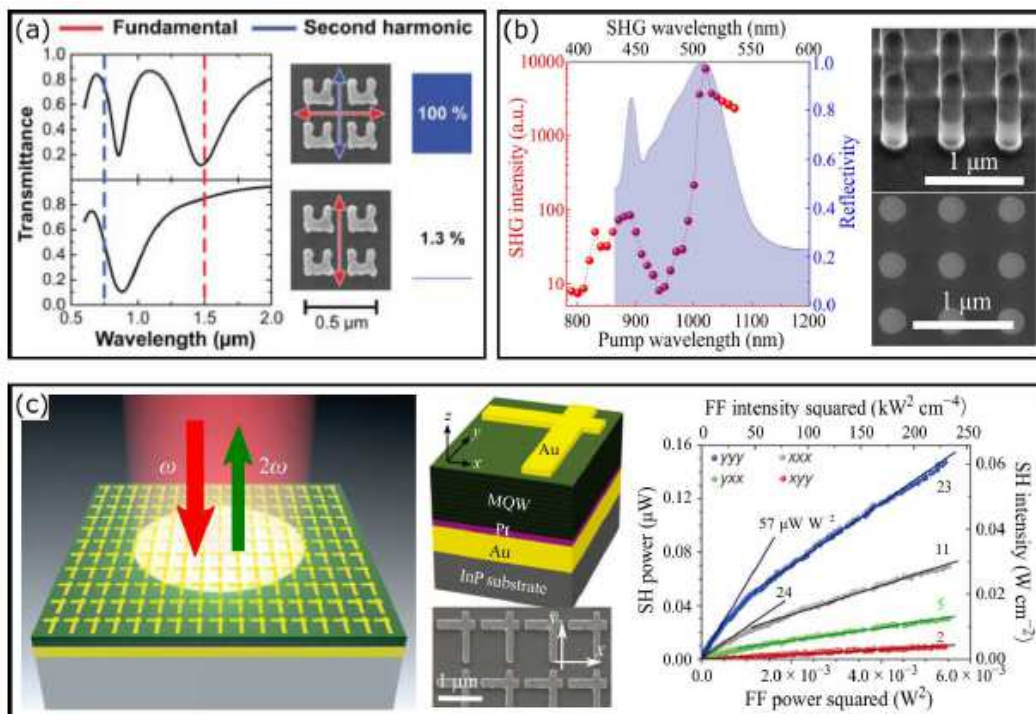 (a)
Fundamental Second harmonic
Transmittance
1.0
0.8
0.6
0.4
0.2
0.8
0.6
0.4
0.2
0.0
0.5 1.0 1.5 2.0
Wavelength (μm)
100 %
1.3 %
0.5 μm
(b)
SHG wavelength (nm)
400 450 500 550 600
SHG intensity (a.u.)
10000
1000
100
10
Reflectivity
1.0
0.8
0.6
0.4
0.2
0.0
800 900 1000 1100 1200
Pump wavelength (nm)
1 μm
1 μm
(c)
ω 2ω
z
y
x
Au
MQW
Pt
Au
InP substrate
y
x
1 μm
FF intensity squared (kW² cm⁻⁴)
0 50 100 150 200 250
SH power (μW)
0.16
0.12
0.08
0.04
0.00
yyy xxx
yxx xyy
57 μW W⁻²
24
23
11
5
2
0.06
0.04
0.02
0.00
SH intensity (W cm⁻²)
0.0 2.0 × 10⁻³ 4.0 × 10⁻³ 6.0 × 10⁻³
FF power squared (W²)